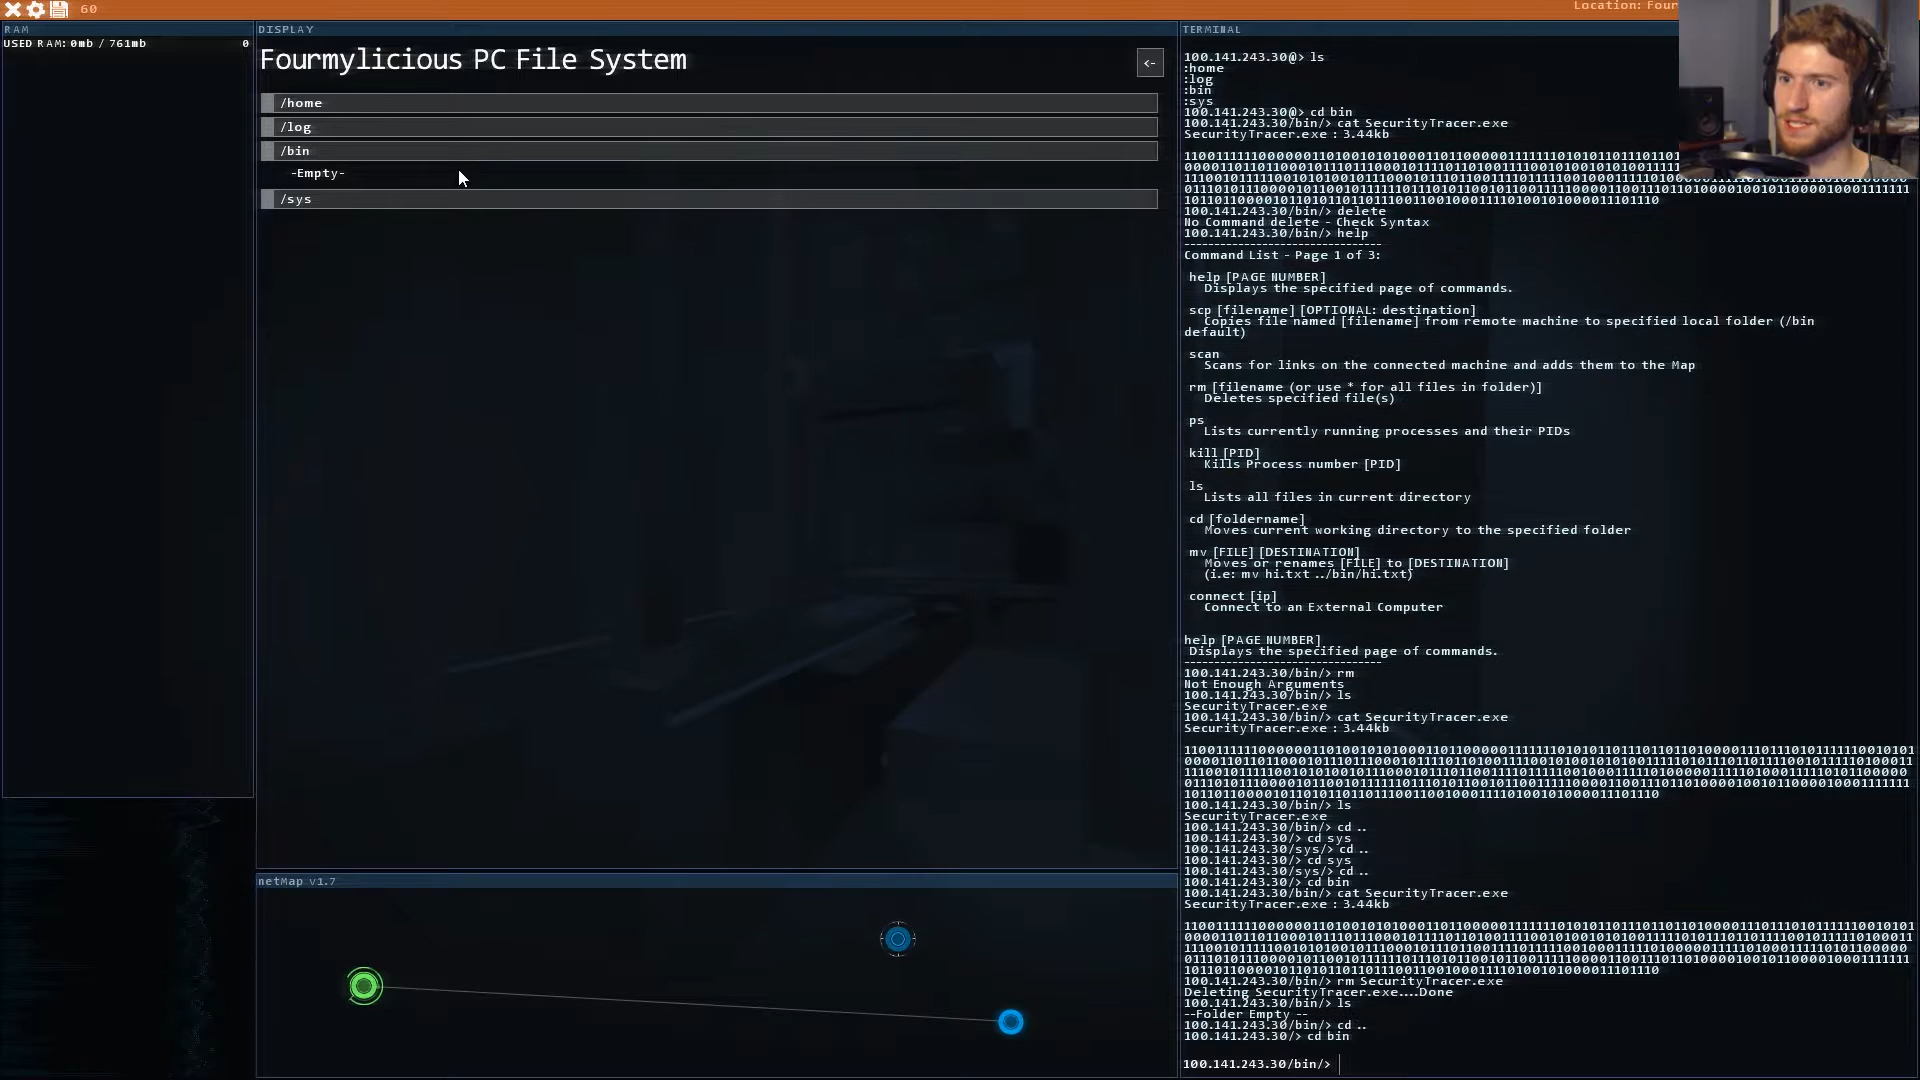 60
Location: Four
RAM
USED RAM: 0mb / 761mb
0
DISPLAY
Fourmylicious PC File System
<-
/home
/log
/bin
-Empty-
/sys
netMap v1.7
TERMINAL
100.141.243.30@> ls
:home
:log
:bin
:sys
100.141.243.30@> cd bin
100.141.243.30/bin/> cat SecurityTracer.exe
SecurityTracer.exe : 3.44kb
100.141.243.30/bin/> delete
No Command delete - Check Syntax
100.141.243.30/bin/> help
---------------------------------
Command List - Page 1 of 3:
help [PAGE NUMBER]
Displays the specified page of commands.
scp [filename] [OPTIONAL: destination]
Copies file named [filename] from remote machine to specified local folder (/bin
default)
scan
Scans for links on the connected machine and adds them to the Map
rm [filename (or use * for all files in folder)]
Deletes specified file(s)
ps
Lists currently running processes and their PIDs
kill [PID]
Kills Process number [PID]
ls
Lists all files in current directory
cd [foldername]
Moves current working directory to the specified folder
mv [FILE] [DESTINATION]
Moves or renames [FILE] to [DESTINATION]
(i.e: mv hi.txt ../bin/hi.txt)
connect [ip]
Connect to an External Computer
help [PAGE NUMBER]
Displays the specified page of commands.
---------------------------------
100.141.243.30/bin/> rm
Not Enough Arguments
100.141.243.30/bin/> ls
SecurityTracer.exe
100.141.243.30/bin/> cat SecurityTracer.exe
SecurityTracer.exe : 3.44kb
100.141.243.30/bin/> ls
SecurityTracer.exe
100.141.243.30/bin/> cd ..
100.141.243.30/> cd sys
100.141.243.30/sys/> cd ..
100.141.243.30/> cd sys
100.141.243.30/sys/> cd ..
100.141.243.30/> cd bin
100.141.243.30/bin/> cat SecurityTracer.exe
SecurityTracer.exe : 3.44kb
100.141.243.30/bin/> rm SecurityTracer.exe
Deleting SecurityTracer.exe....Done
100.141.243.30/bin/> ls
--Folder Empty --
100.141.243.30/bin/> cd ..
100.141.243.30/> cd bin
100.141.243.30/bin/>